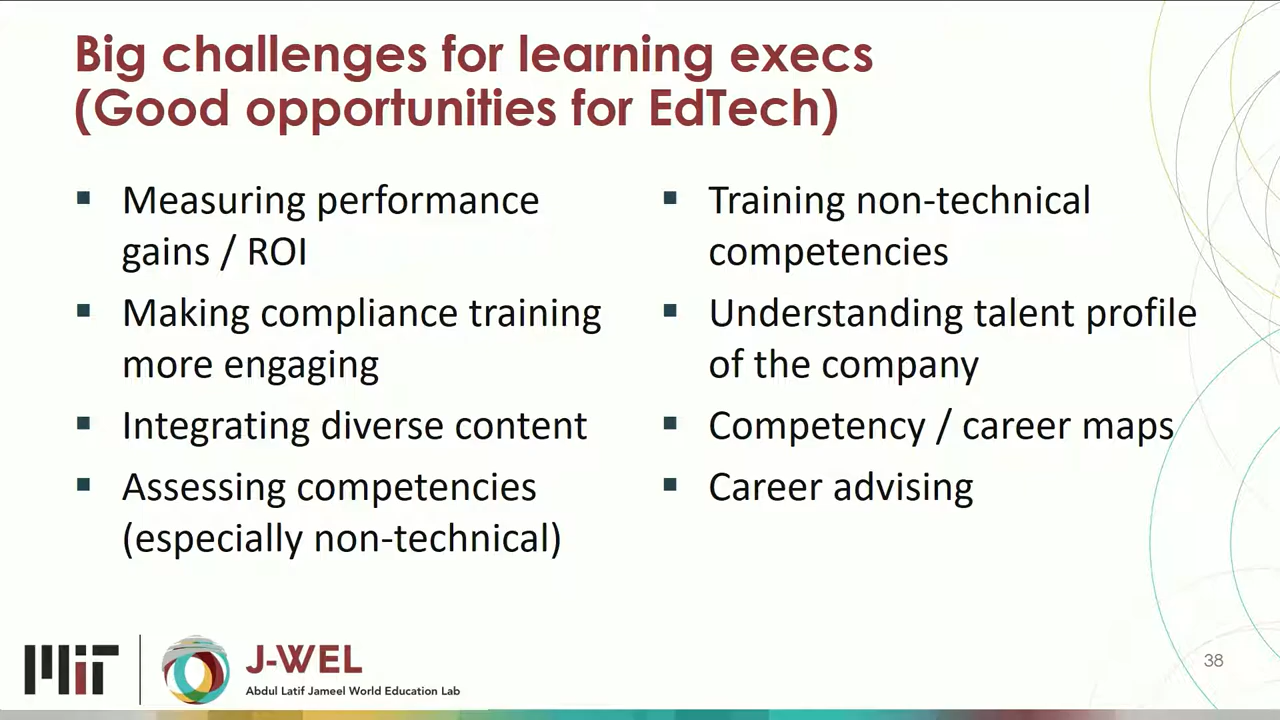 Big challenges for learning execs
(Good opportunities for EdTech)
▪ Measuring performance
gains / ROI
▪ Making compliance training
more engaging
▪ Integrating diverse content
▪ Assessing competencies
(especially non-technical)
▪ Training non-technical
competencies
▪ Understanding talent profile
of the company
▪ Competency / career maps
▪ Career advising
MIT
J-WEL
Abdul Latif Jameel World Education Lab
38